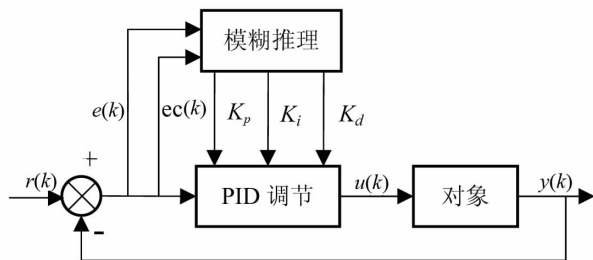 模糊推理
e(k)
ec(k)
K_p
K_i
K_d
+
r(k)
PID 调节
u(k)
对象
y(k)
-